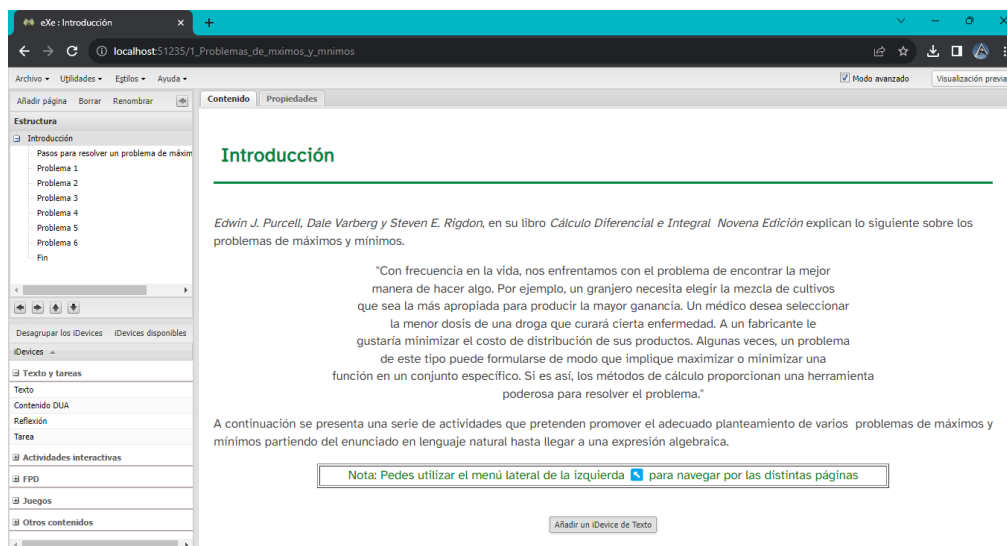 eXe : Introducción
localhost:51235/1_Problemas_de_mximos_y_mnimos
Archivo Utilidades Estilos Ayuda
Modo avanzado
Visualización previa
Añadir página Borrar Renombrar
Contenido Propiedades
Estructura
Introducción
Pasos para resolver un problema de máxim
Problema 1
Problema 2
Problema 3
Problema 4
Problema 5
Problema 6
Fin
Desagrupar los iDevices iDevices disponibles
iDevices
Texto y tareas
Texto
Contenido DUA
Reflexión
Tarea
Actividades interactivas
FPD
Juegos
Otros contenidos
Introducción
Edwin J. Purcell, Dale Varberg y Steven E. Rigdon, en su libro Cálculo Diferencial e Integral Novena Edición explican lo siguiente sobre los
problemas de máximos y mínimos.
"Con frecuencia en la vida, nos enfrentamos con el problema de encontrar la mejor
manera de hacer algo. Por ejemplo, un granjero necesita elegir la mezcla de cultivos
que sea la más apropiada para producir la mayor ganancia. Un médico desea seleccionar
la menor dosis de una droga que curará cierta enfermedad. A un fabricante le
gustaría minimizar el costo de distribución de sus productos. Algunas veces, un problema
de este tipo puede formularse de modo que implique maximizar o minimizar una
función en un conjunto específico. Si es así, los métodos de cálculo proporcionan una herramienta
poderosa para resolver el problema."
A continuación se presenta una serie de actividades que pretenden promover el adecuado planteamiento de varios problemas de máximos y
mínimos partiendo del enunciado en lenguaje natural hasta llegar a una expresión algebraica.
Nota: Pedes utilizar el menú lateral de la izquierda para navegar por las distintas páginas
Añadir un iDevice de Texto